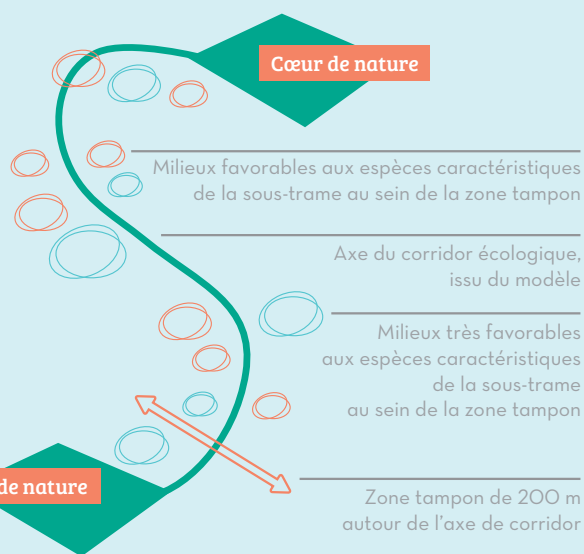 Cœur de nature
Milieux favorables aux espèces caractéristiques
de la sous-trame au sein de la zone tampon
Axe du corridor écologique,
issu du modèle
Milieux très favorables
aux espèces caractéristiques
de la sous-trame
au sein de la zone tampon
de nature
Zone tampon de 200 m
autour de l'axe de corridor